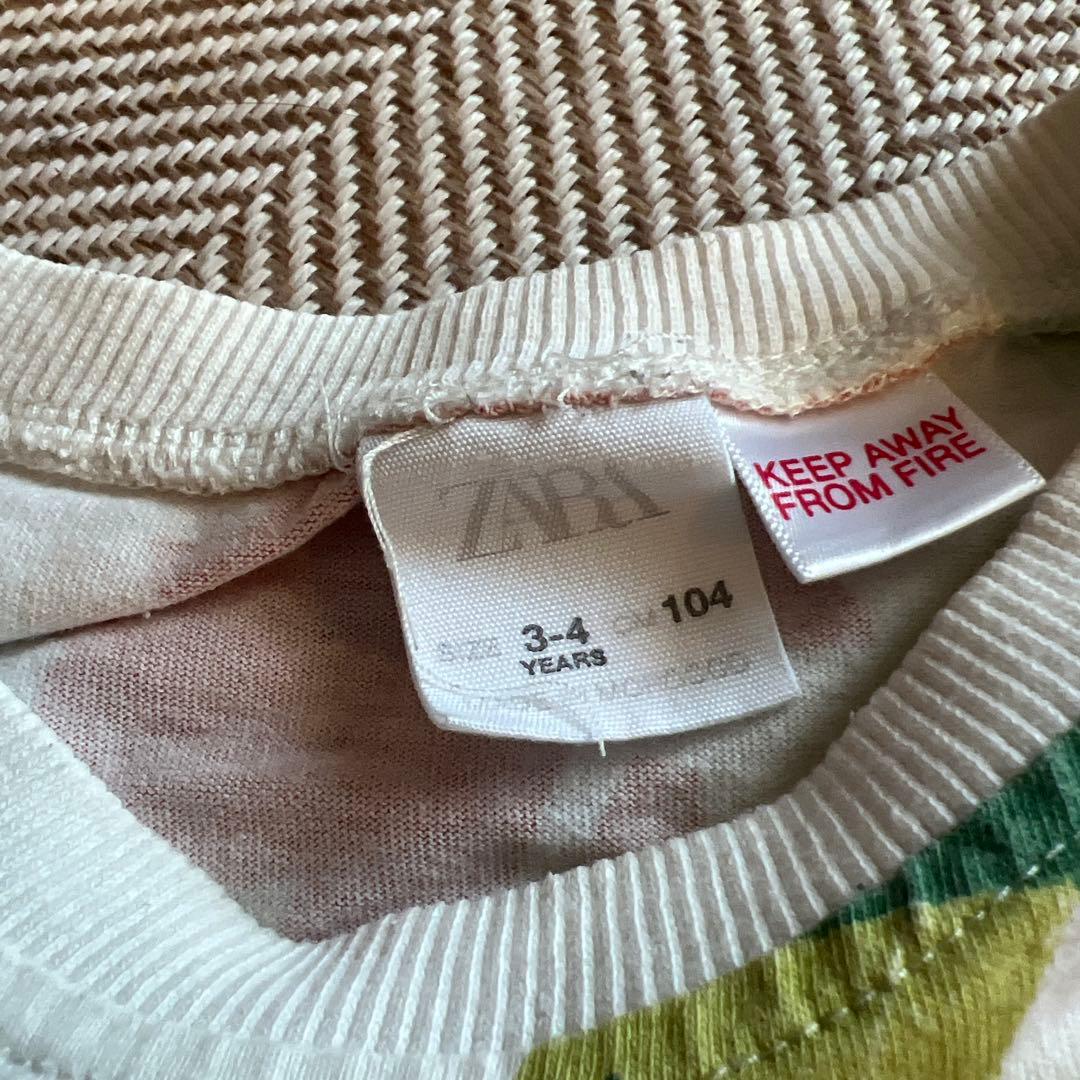 ZARA
SIZE 3-4 CM 104
YEARS
KEEP AWAY
FROM FIRE